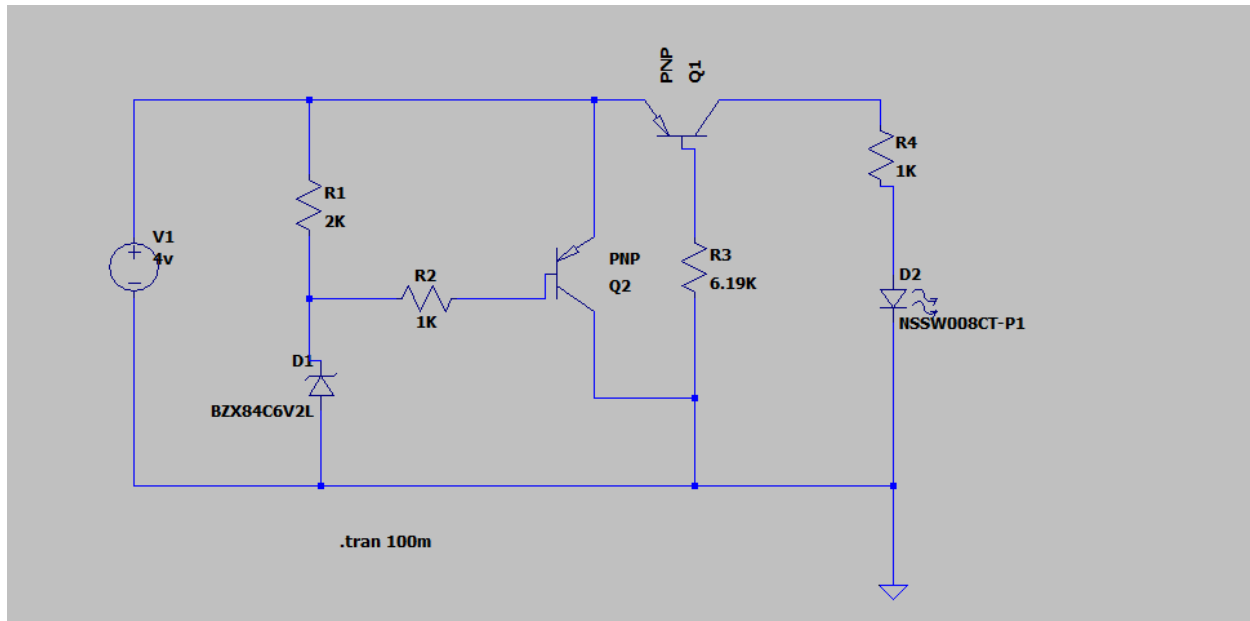 PNP
Q1
R4
1K
R1
2K
V1
4v
PNP
Q2
R3
6.19K
R2
1K
D2
NSSW008CT-P1
D1
BZX84C6V2L
.tran 100m